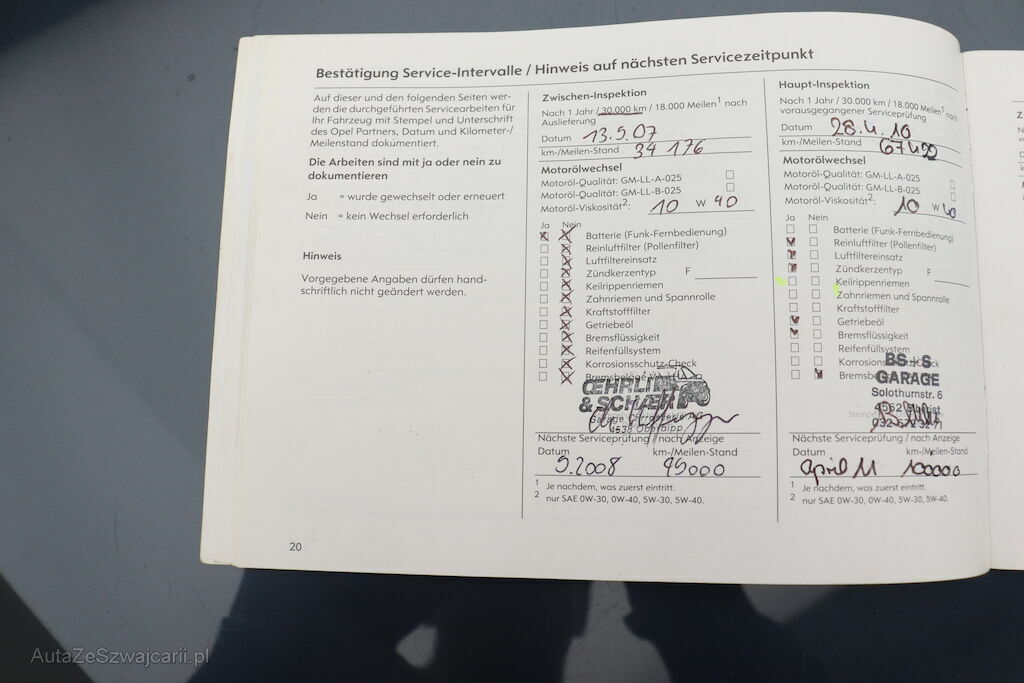 Bestätigung Service-Intervalle / Hinweis auf nächsten Servicezeitpunkt
Auf dieser und den folgenden Seiten wer-
den die durchgeführten Servicearbeiten für
Ihr Fahrzeug mit Stempel und Unterschrift
des Opel Partners, Datum und Kilometer-/
Meilenstand dokumentiert.
Die Arbeiten sind mit ja oder nein zu
dokumentieren
Ja = wurde gewechselt oder erneuert
Nein = kein Wechsel erforderlich
Hinweis
Vorgegebene Angaben dürfen hand-
schriftlich nicht geändert werden.
20
Zwischen-Inspektion
Nach 1 Jahr / 30.000 km / 18.000 Meilen1 nach
Auslieferung
Datum 13.9.07
km-/Meilen-Stand 34 176
Motorölwechsel
Motoröl-Qualität: GM-LL-A-025
Motoröl-Qualität: GM-LL-B-025
Motoröl-Viskosität2: 10 W 40
Ja Nein
Batterie (Funk-Fernbedienung)
Reinluftfilter (Pollenfilter)
Luftfiltereinsatz
Zündkerzentyp F
Keilrippenriemen
Zahnriemen und Spannrolle
Kraftstofffilter
Getriebeöl
Bremsflüssigkeit
Reifenfüllsystem
Korrosionsschutz-Check
Bremsbeläge
ŒHRLI
& SCHÄR
4538 Oberbipp
Nächste Serviceprüfung / nach Anzeige
Datum km-/Meilen-Stand
9.2008 95000
1 Je nachdem, was zuerst eintritt.
2 nur SAE 0W-30, 0W-40, 5W-30, 5W-40.
Haupt-Inspektion
Nach 1 Jahr / 30.000 km / 18.000 Meilen1 nach
vorausgegangener Serviceprüfung
Datum 28.4.10
km-/Meilen-Stand
Motorölwechsel
Motoröl-Qualität: GM-LL-A-025
Motoröl-Qualität: GM-LL-B-025
Motoröl-Viskosität2: 10 W 40
Ja Nein
Batterie (Funk-Fernbedienung)
Reinluftfilter (Pollenfilter)
Luftfiltereinsatz
Zündkerzentyp F
Keilrippenriemen
Zahnriemen und Spannrolle
Kraftstofffilter
Getriebeöl
Bremsflüssigkeit
Reifenfüllsystem
Korrosionsschutz-Check
BS+S
GARAGE
Solothurnstr. 6
4562
Nächste Serviceprüfung / nach Anzeige
Datum km-/Meilen-Stand
april 11 100000
1 Je nachdem, was zuerst eintritt.
2 nur SAE 0W-30, 0W-40, 5W-30, 5W-40.
AutaZeSzwajcarii.pl